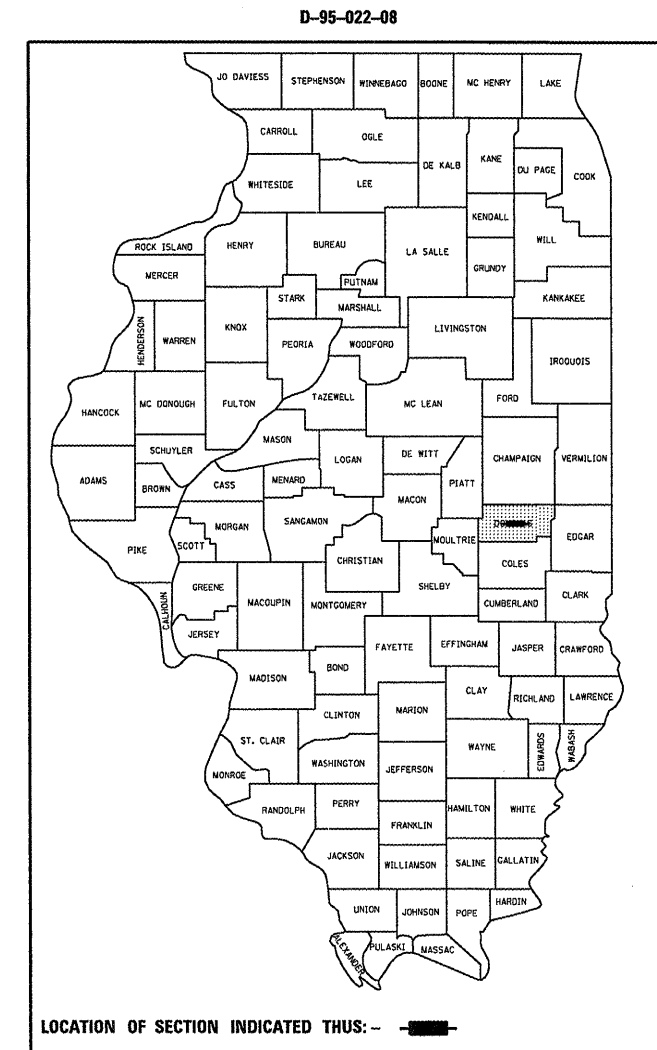 D--95-022-08
JO DAVIESS STEPHENSON WINNEBAGO BOONE MC HENRY LAKE
CARROLL OGLE
DE KALB KANE DU PAGE COOK
WHITESIDE LEE
KENDALL
ROCK ISLAND HENRY BUREAU LA SALLE WILL
MERCER PUTNAM GRUNDY
STARK MARSHALL KANKAKEE
HENDERSON WARREN KNOX PEORIA WOODFORD LIVINGSTON IROQUOIS
HANCOCK MC DONOUGH FULTON TAZEWELL MC LEAN FORD
MASON
SCHUYLER LOGAN DE WITT CHAMPAIGN VERMILION
ADAMS BROWN CASS MENARD MACON PIATT
PIKE SCOTT MORGAN SANGAMON MOULTRIE EDGAR
CHRISTIAN COLES
CALHOUN GREENE MACOUPIN MONTGOMERY SHELBY CUMBERLAND CLARK
JERSEY FAYETTE EFFINGHAM JASPER CRAWFORD
MADISON BOND
CLAY RICHLAND LAWRENCE
CLINTON MARION
ST. CLAIR WAYNE EDWARDS WABASH
MONROE WASHINGTON JEFFERSON
RANDOLPH PERRY HAMILTON WHITE
FRANKLIN
JACKSON WILLIAMSON SALINE GALLATIN
UNION JOHNSON POPE HARDIN
ALEXANDER PULASKI MASSAC
LOCATION OF SECTION INDICATED THUS: -